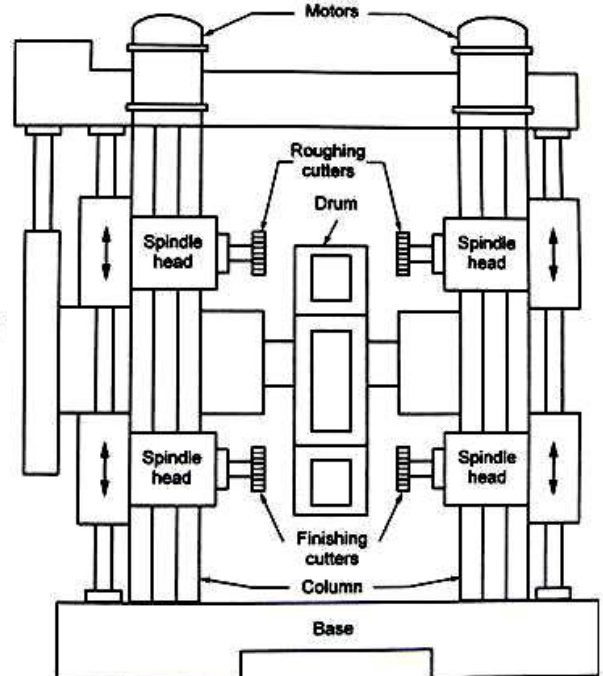 Motors
Roughing
cutters
Drum
Spindle
head
Spindle
head
Spindle
head
Spindle
head
Finishing
cutters
Column
Base